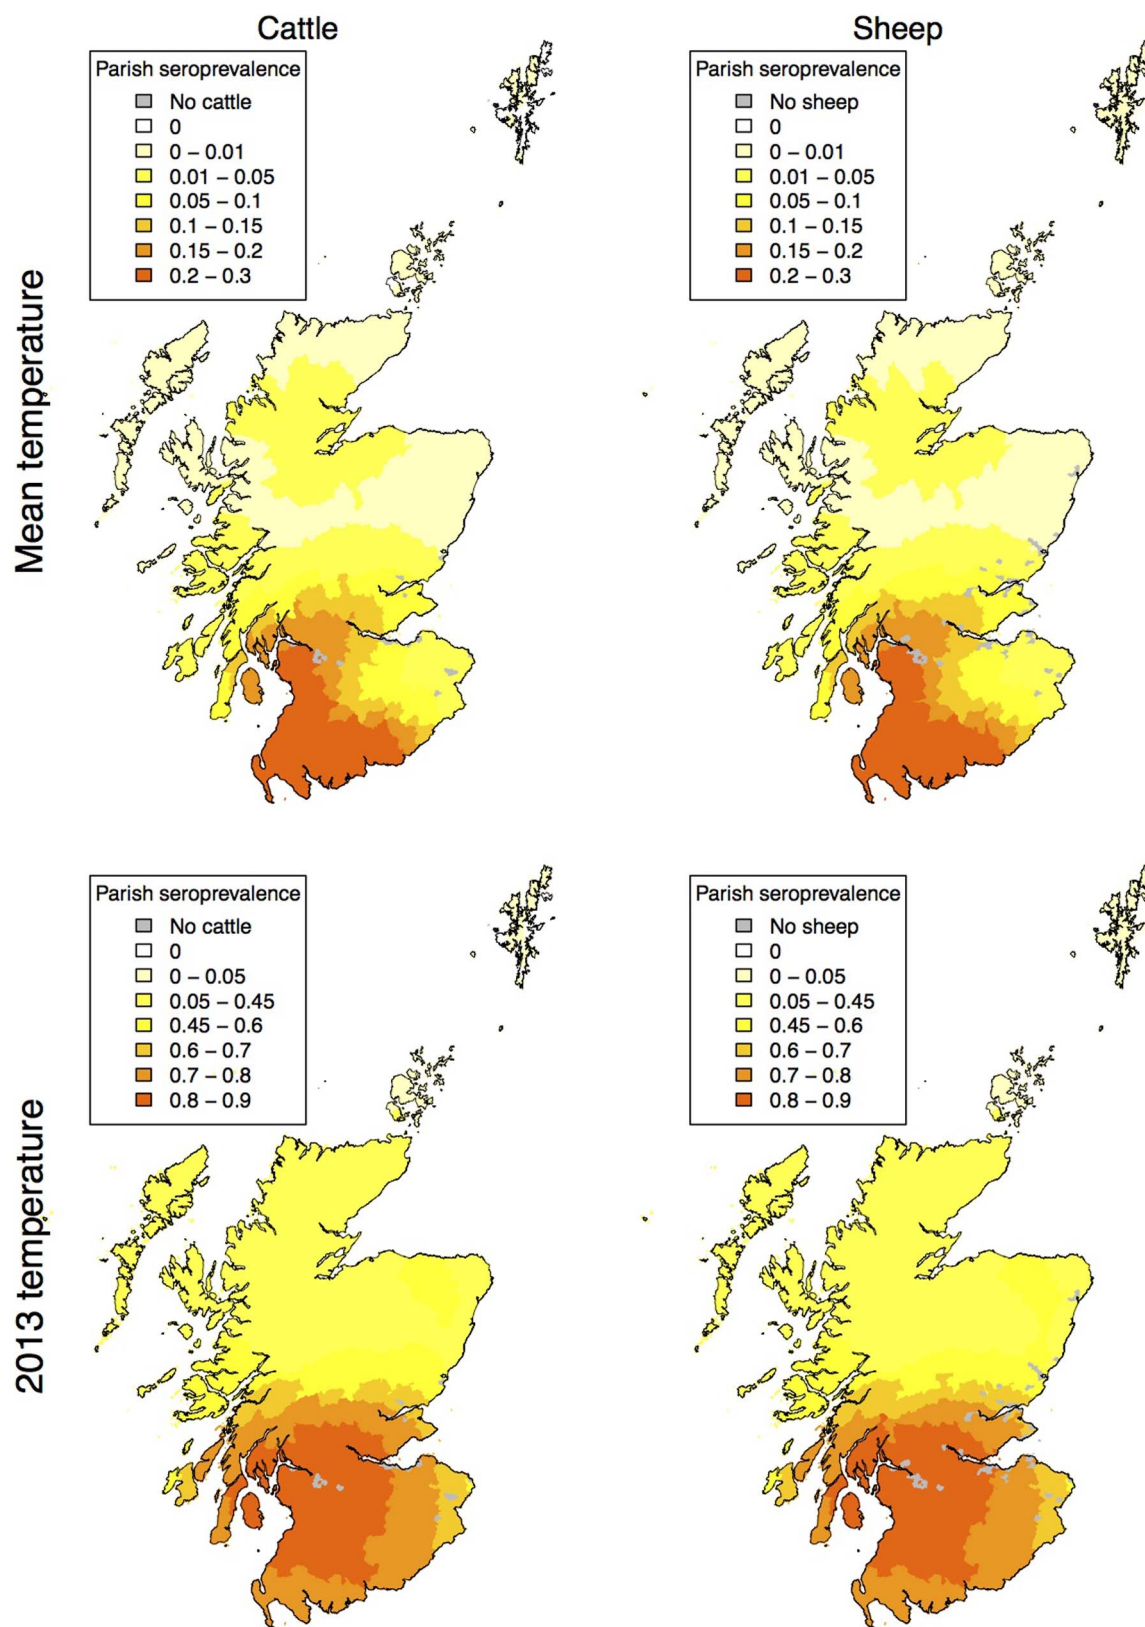 Cattle
Sheep
Mean temperature
Parish seroprevalence
No cattle
0
0 – 0.01
0.01 – 0.05
0.05 – 0.1
0.1 – 0.15
0.15 – 0.2
0.2 – 0.3
Parish seroprevalence
No sheep
0
0 – 0.01
0.01 – 0.05
0.05 – 0.1
0.1 – 0.15
0.15 – 0.2
0.2 – 0.3
2013 temperature
Parish seroprevalence
No cattle
0
0 – 0.05
0.05 – 0.45
0.45 – 0.6
0.6 – 0.7
0.7 – 0.8
0.8 – 0.9
Parish seroprevalence
No sheep
0
0 – 0.05
0.05 – 0.45
0.45 – 0.6
0.6 – 0.7
0.7 – 0.8
0.8 – 0.9